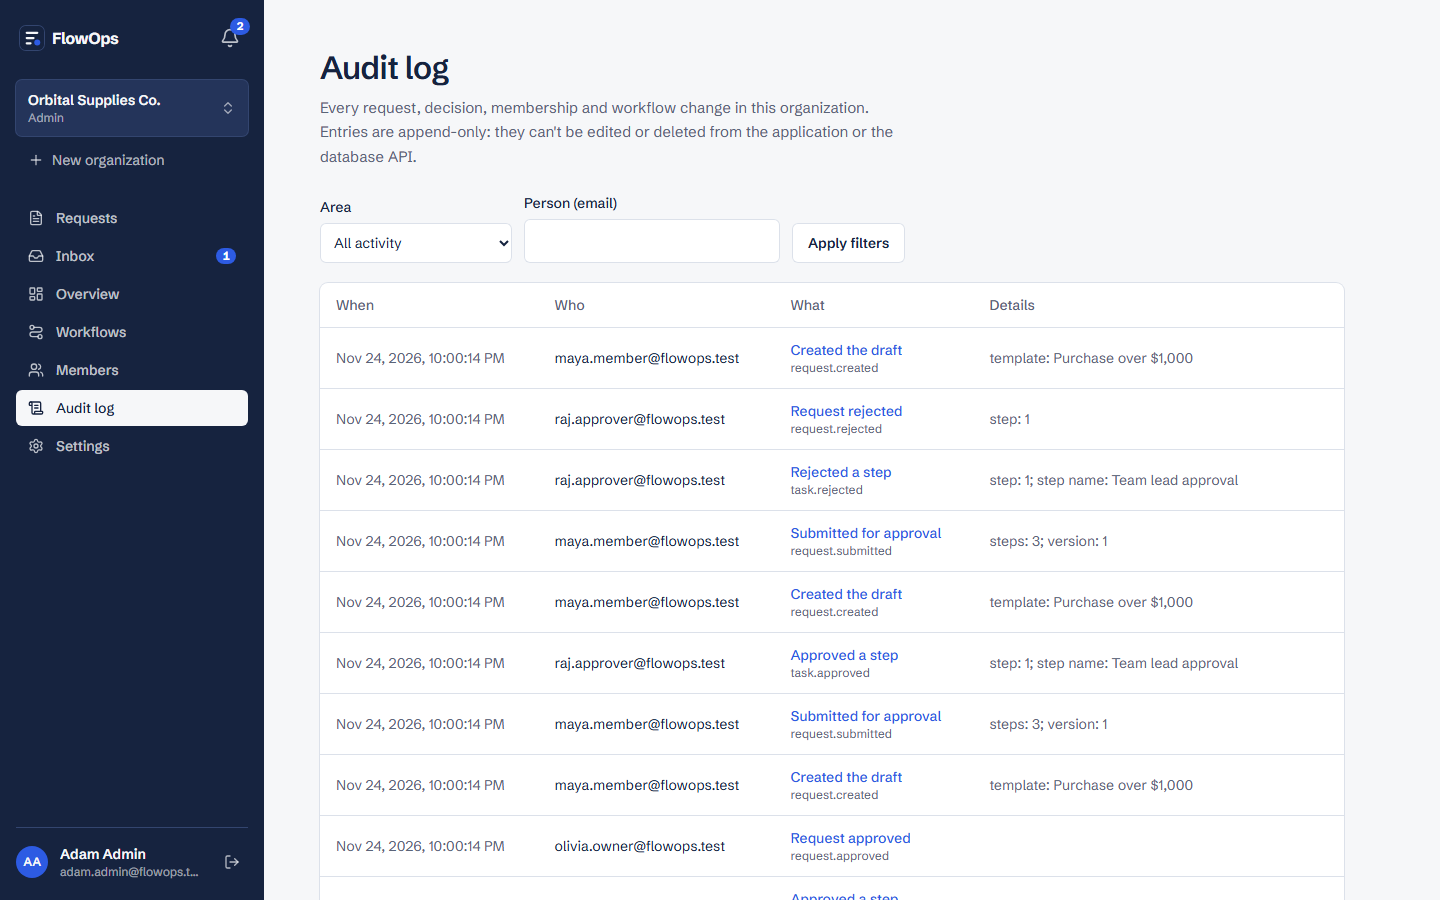 FlowOps
2
Orbital Supplies Co.
Admin
New organization
Requests
Inbox
1
Overview
Workflows
Members
Audit log
Settings
AA
Adam Admin
adam.admin@flowops.t...
Audit log
Every request, decision, membership and workflow change in this organization.
Entries are append-only: they can't be edited or deleted from the application or the
database API.
Area
Person (email)
All activity
Apply filters
When Who What Details
Nov 24, 2026, 10:00:14 PM maya.member@flowops.test Created the draft template: Purchase over $1,000
request.created
Nov 24, 2026, 10:00:14 PM raj.approver@flowops.test Request rejected step: 1
request.rejected
Nov 24, 2026, 10:00:14 PM raj.approver@flowops.test Rejected a step step: 1; step name: Team lead approval
task.rejected
Nov 24, 2026, 10:00:14 PM maya.member@flowops.test Submitted for approval steps: 3; version: 1
request.submitted
Nov 24, 2026, 10:00:14 PM maya.member@flowops.test Created the draft template: Purchase over $1,000
request.created
Nov 24, 2026, 10:00:14 PM raj.approver@flowops.test Approved a step step: 1; step name: Team lead approval
task.approved
Nov 24, 2026, 10:00:14 PM maya.member@flowops.test Submitted for approval steps: 3; version: 1
request.submitted
Nov 24, 2026, 10:00:14 PM maya.member@flowops.test Created the draft template: Purchase over $1,000
request.created
Nov 24, 2026, 10:00:14 PM olivia.owner@flowops.test Request approved
request.approved
Approved a step